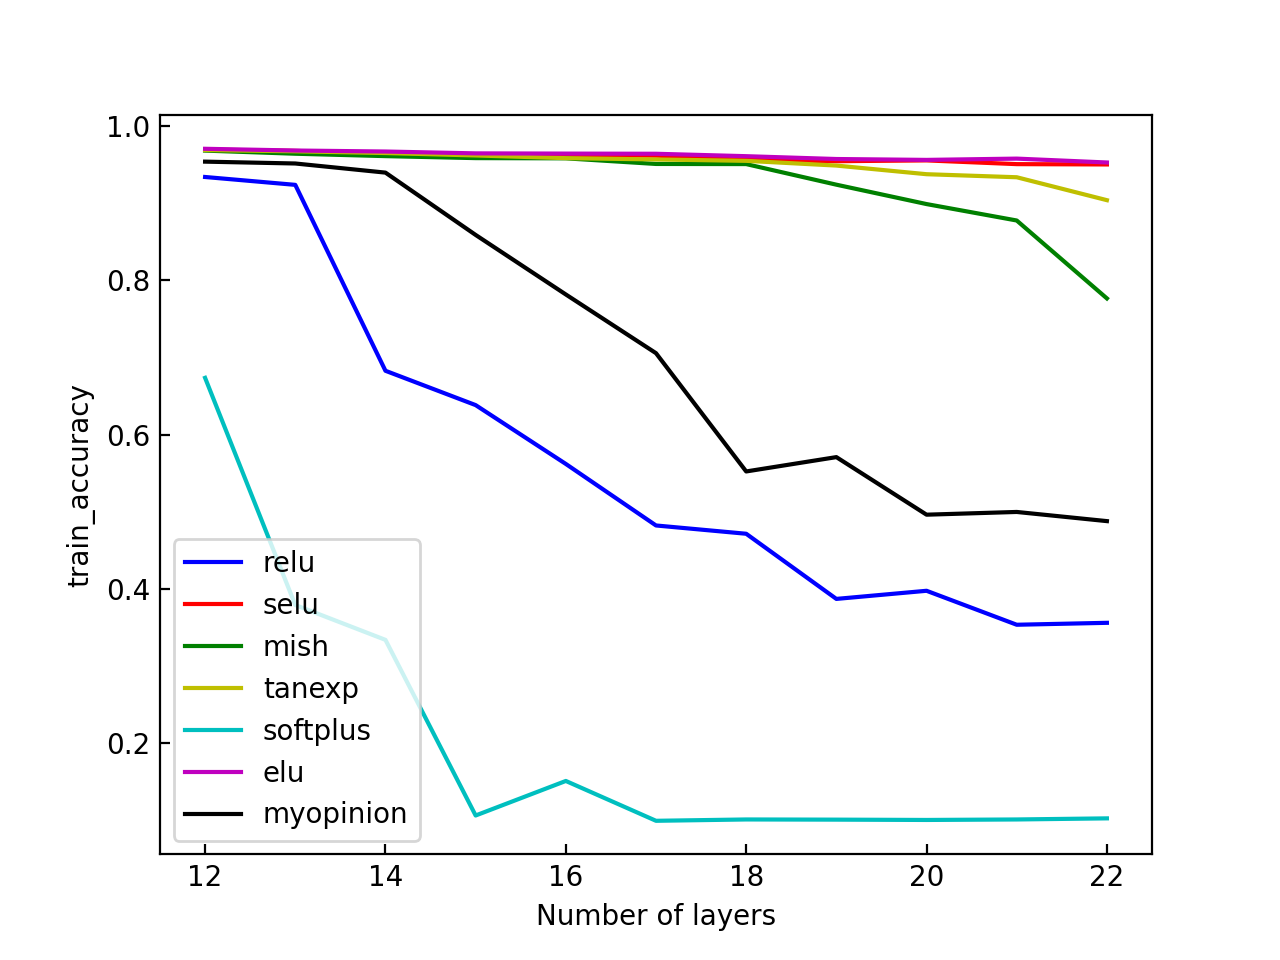 1.0
0.8
0.6
0.4
0.2
train_accuracy
relu
selu
mish
tanexp
softplus
elu
myopinion
12 14 16 18 20 22
Number of layers